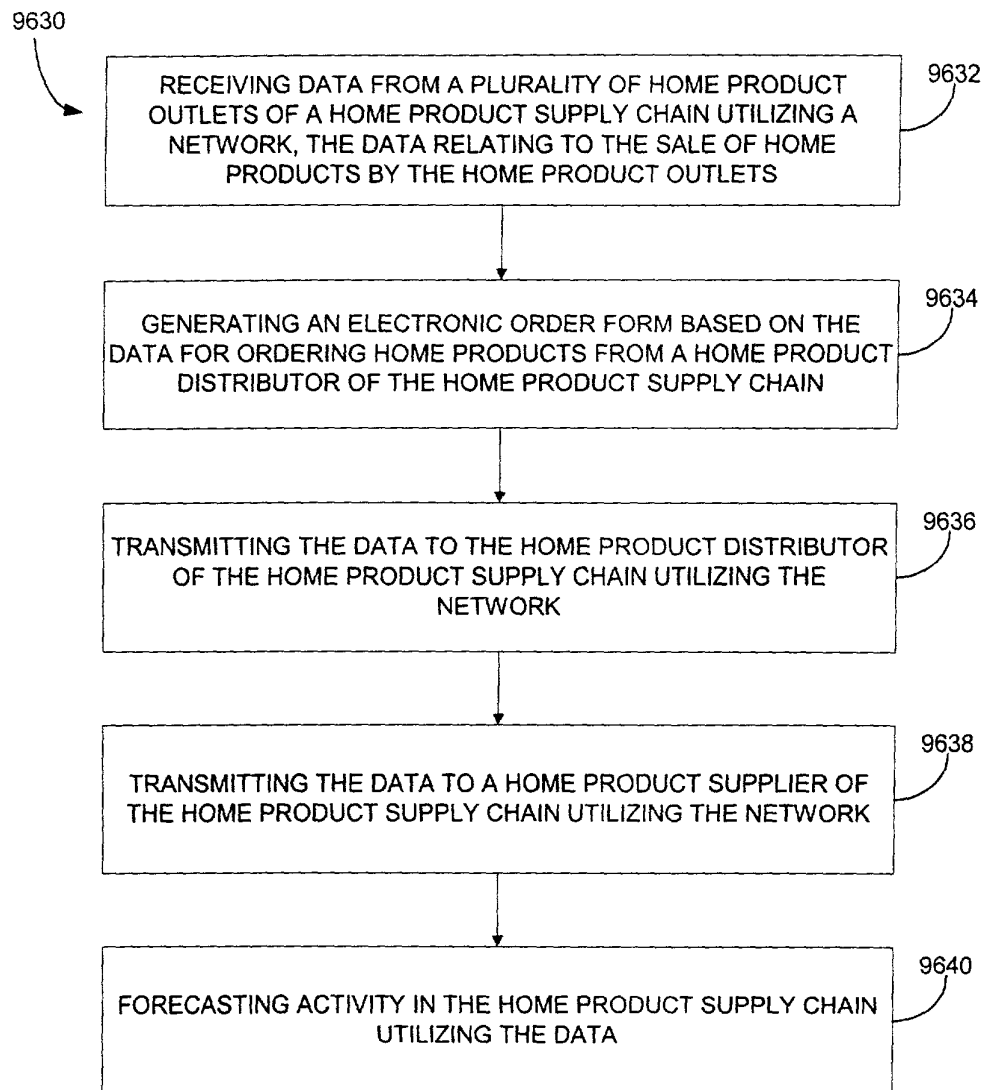 9630
RECEIVING DATA FROM A PLURALITY OF HOME PRODUCT
OUTLETS OF A HOME PRODUCT SUPPLY CHAIN UTILIZING A
NETWORK, THE DATA RELATING TO THE SALE OF HOME
PRODUCTS BY THE HOME PRODUCT OUTLETS
9632
GENERATING AN ELECTRONIC ORDER FORM BASED ON THE
DATA FOR ORDERING HOME PRODUCTS FROM A HOME PRODUCT
DISTRIBUTOR OF THE HOME PRODUCT SUPPLY CHAIN
9634
TRANSMITTING THE DATA TO THE HOME PRODUCT DISTRIBUTOR
OF THE HOME PRODUCT SUPPLY CHAIN UTILIZING THE
NETWORK
9636
TRANSMITTING THE DATA TO A HOME PRODUCT SUPPLIER OF
THE HOME PRODUCT SUPPLY CHAIN UTILIZING THE NETWORK
9638
FORECASTING ACTIVITY IN THE HOME PRODUCT SUPPLY CHAIN
UTILIZING THE DATA
9640